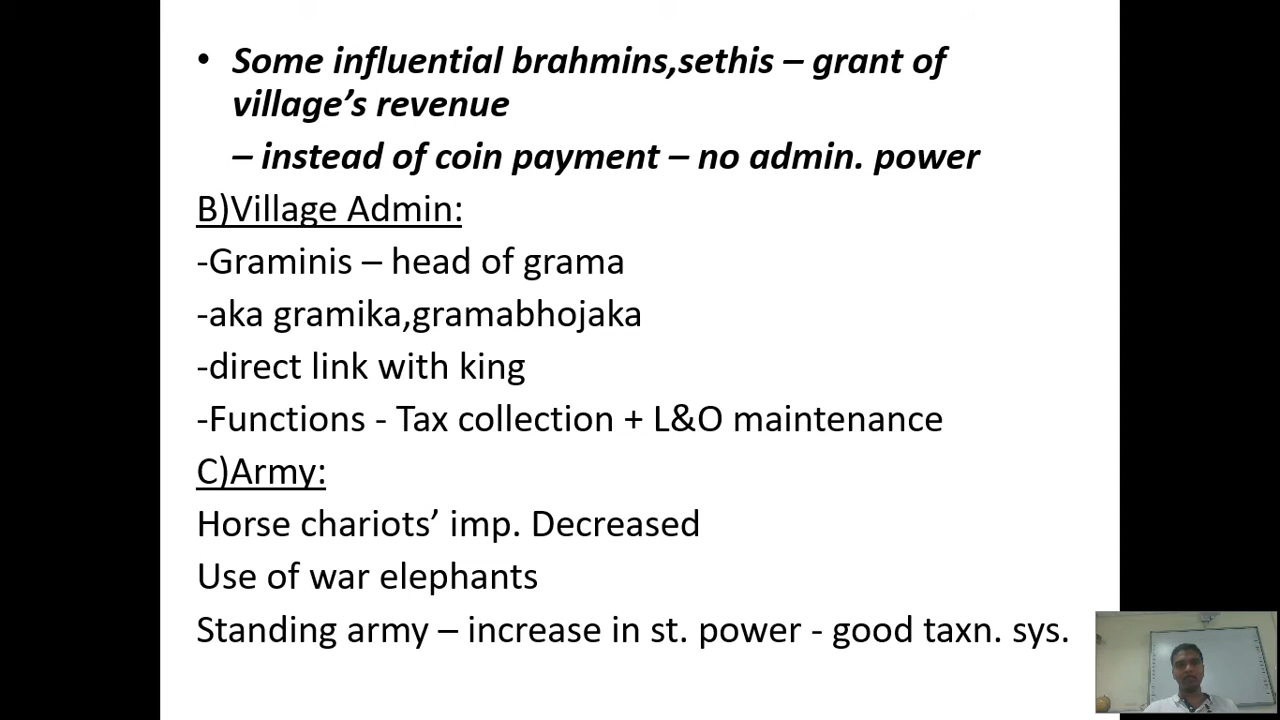 • Some influential brahmins,sethis – grant of
village’s revenue
– instead of coin payment – no admin. power
B)Village Admin:
-Graminis – head of grama
-aka gramika,gramabhojaka
-direct link with king
-Functions - Tax collection + L&O maintenance
C)Army:
Horse chariots’ imp. Decreased
Use of war elephants
Standing army – increase in st. power - good taxn. sys.